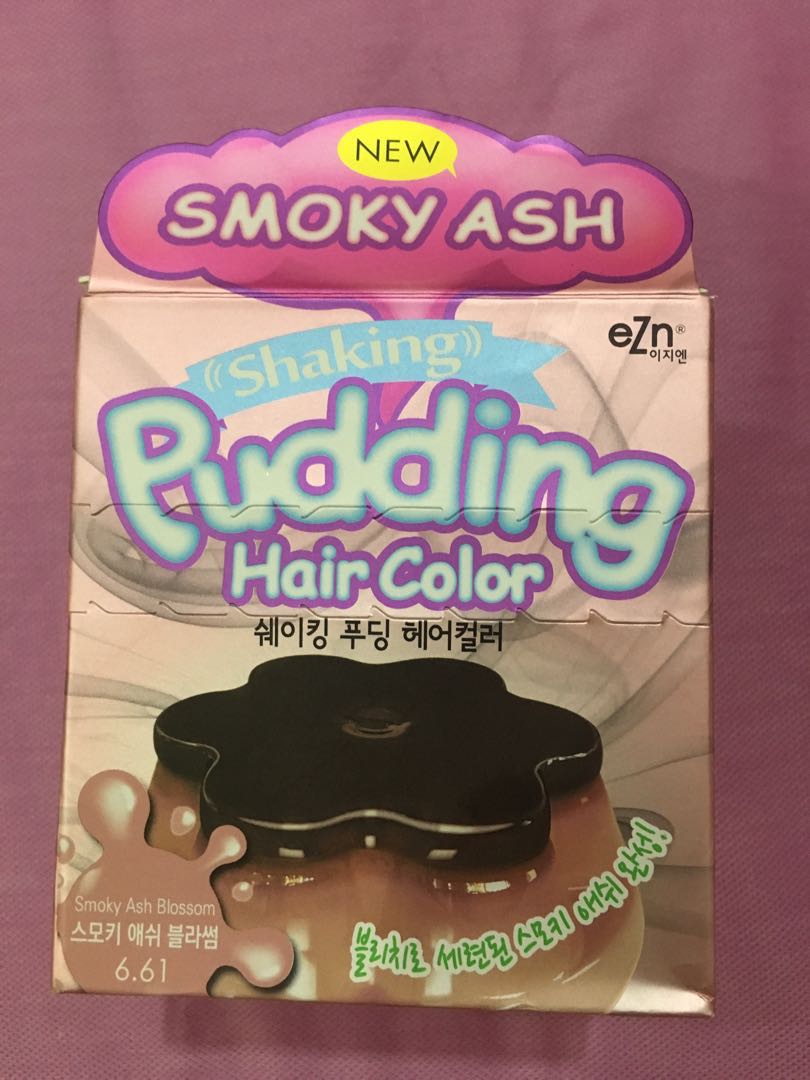 NEW
SMOKY ASH
eZn®
이지엔
((Shaking))
Pudding
Hair Color
쉐이킹 푸딩 헤어컬러
블리치로 세련된 스모키 애쉬 완성!
Smoky Ash Blossom
스모키 애쉬 블라썸
6.61